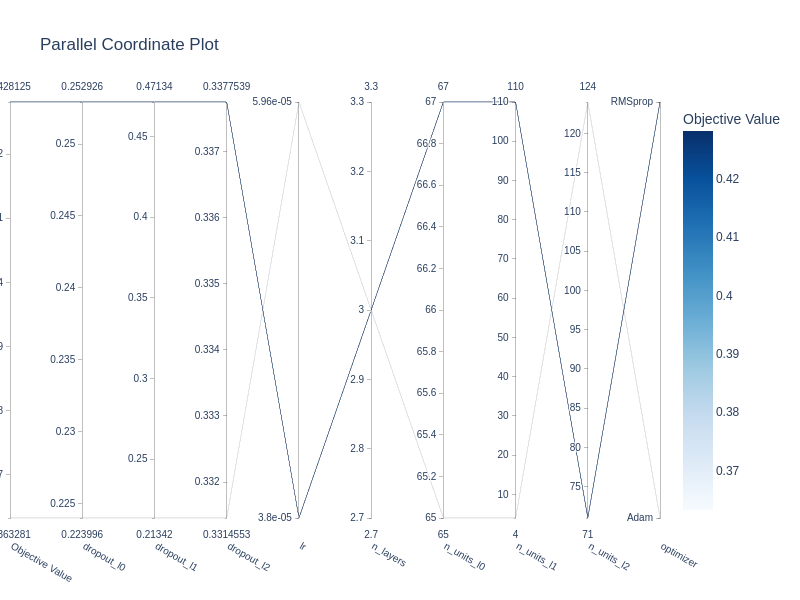 Parallel Coordinate Plot
428125 0.252926 0.47134 0.3377539 3.3 67 110 124
5.96e-05 3.3 67 110 RMSprop
Objective Value
120
0.45
66.8 100
0.25
0.337
2
3.2 115
0.42
66.6 90
110
0.245
1 0.4 0.336 80
0.41
3.1
105
66.4 70
66.2
4 0.335
0.24 100
0.35 60
0.4
3 66
95
50
9 0.334
65.8
0.39
0.235
90
0.3 40
2.9
65.6
85
8
0.38
0.333 30
0.23
65.4
80
2.8
20
0.25
0.37
7
65.2
0.332
75
10
0.225
3.8e-05 2.7 65 Adam
363281 0.223996 0.21342 0.3314553 2.7 65 4 71
Objective Value
dropout_l0
dropout_l1
dropout_l2
lr
n_layers
n_units_l0
n_units_l1
n_units_l2
optimizer